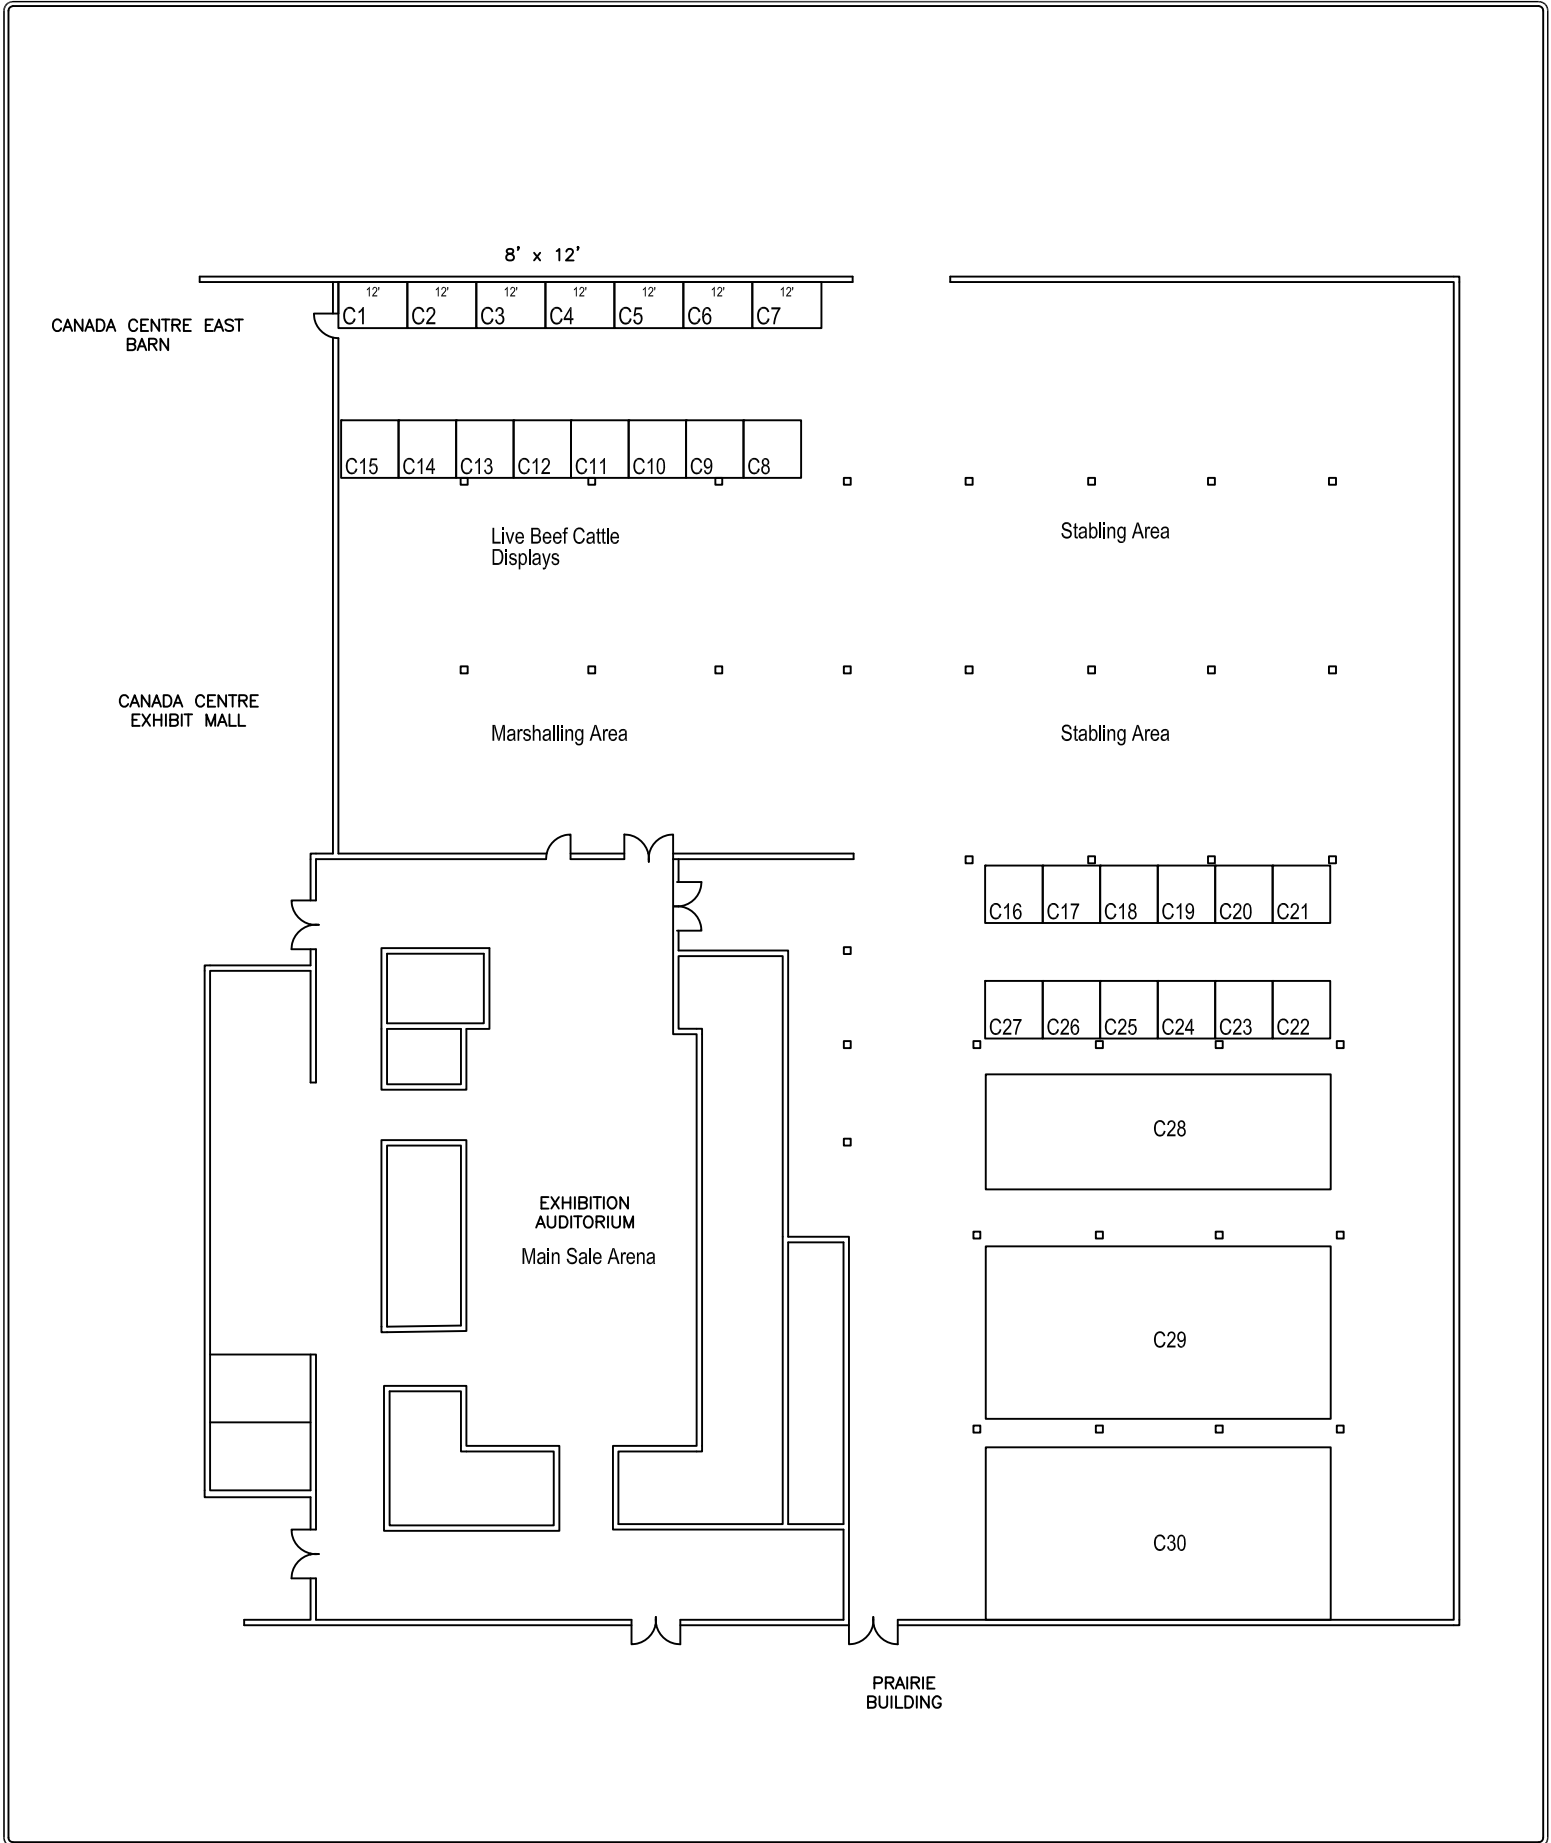 8' x 12'
12' 12' 12' 12' 12' 12' 12'
C1 C2 C3 C4 C5 C6 C7
CANADA CENTRE EAST
BARN
C15 C14 C13 C12 C11 C10 C9 C8
Live Beef Cattle
Displays
Stabling Area
CANADA CENTRE
EXHIBIT MALL
Marshalling Area
Stabling Area
C16 C17 C18 C19 C20 C21
C27 C26 C25 C24 C23 C22
C28
EXHIBITION
AUDITORIUM
Main Sale Arena
C29
C30
PRAIRIE
BUILDING